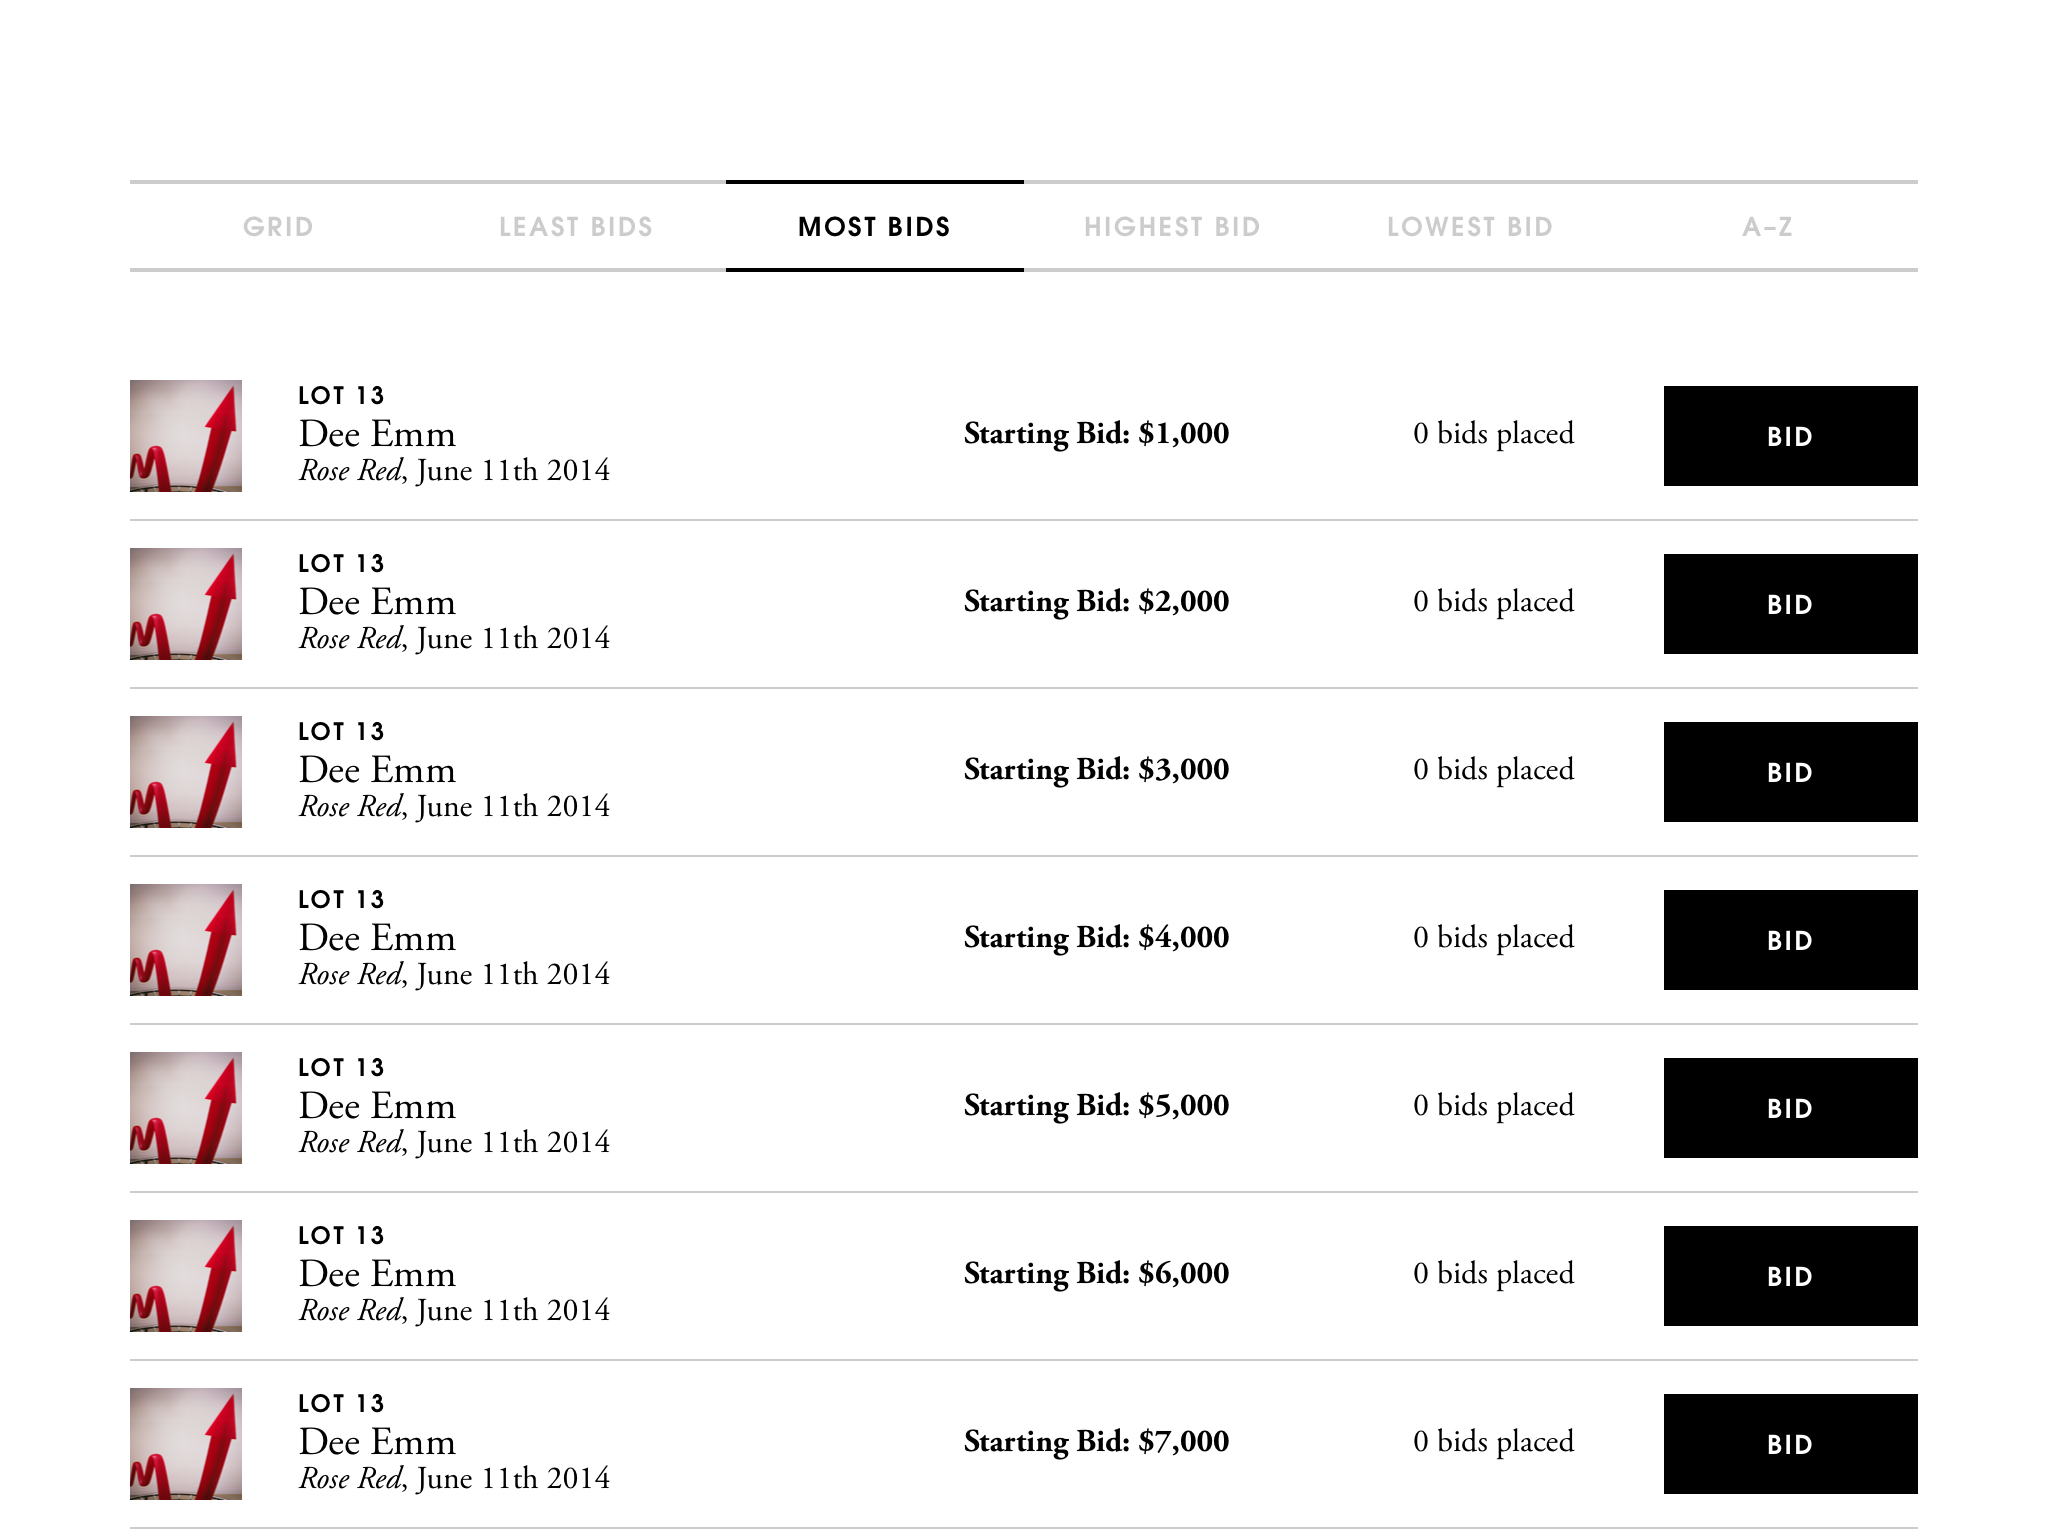 GRID LEAST BIDS MOST BIDS HIGHEST BID LOWEST BID A–Z
LOT 13
Dee Emm
Rose Red, June 11th 2014
Starting Bid: $1,000
0 bids placed
BID
LOT 13
Dee Emm
Rose Red, June 11th 2014
Starting Bid: $2,000
0 bids placed
BID
LOT 13
Dee Emm
Rose Red, June 11th 2014
Starting Bid: $3,000
0 bids placed
BID
LOT 13
Dee Emm
Rose Red, June 11th 2014
Starting Bid: $4,000
0 bids placed
BID
LOT 13
Dee Emm
Rose Red, June 11th 2014
Starting Bid: $5,000
0 bids placed
BID
LOT 13
Dee Emm
Rose Red, June 11th 2014
Starting Bid: $6,000
0 bids placed
BID
LOT 13
Dee Emm
Rose Red, June 11th 2014
Starting Bid: $7,000
0 bids placed
BID